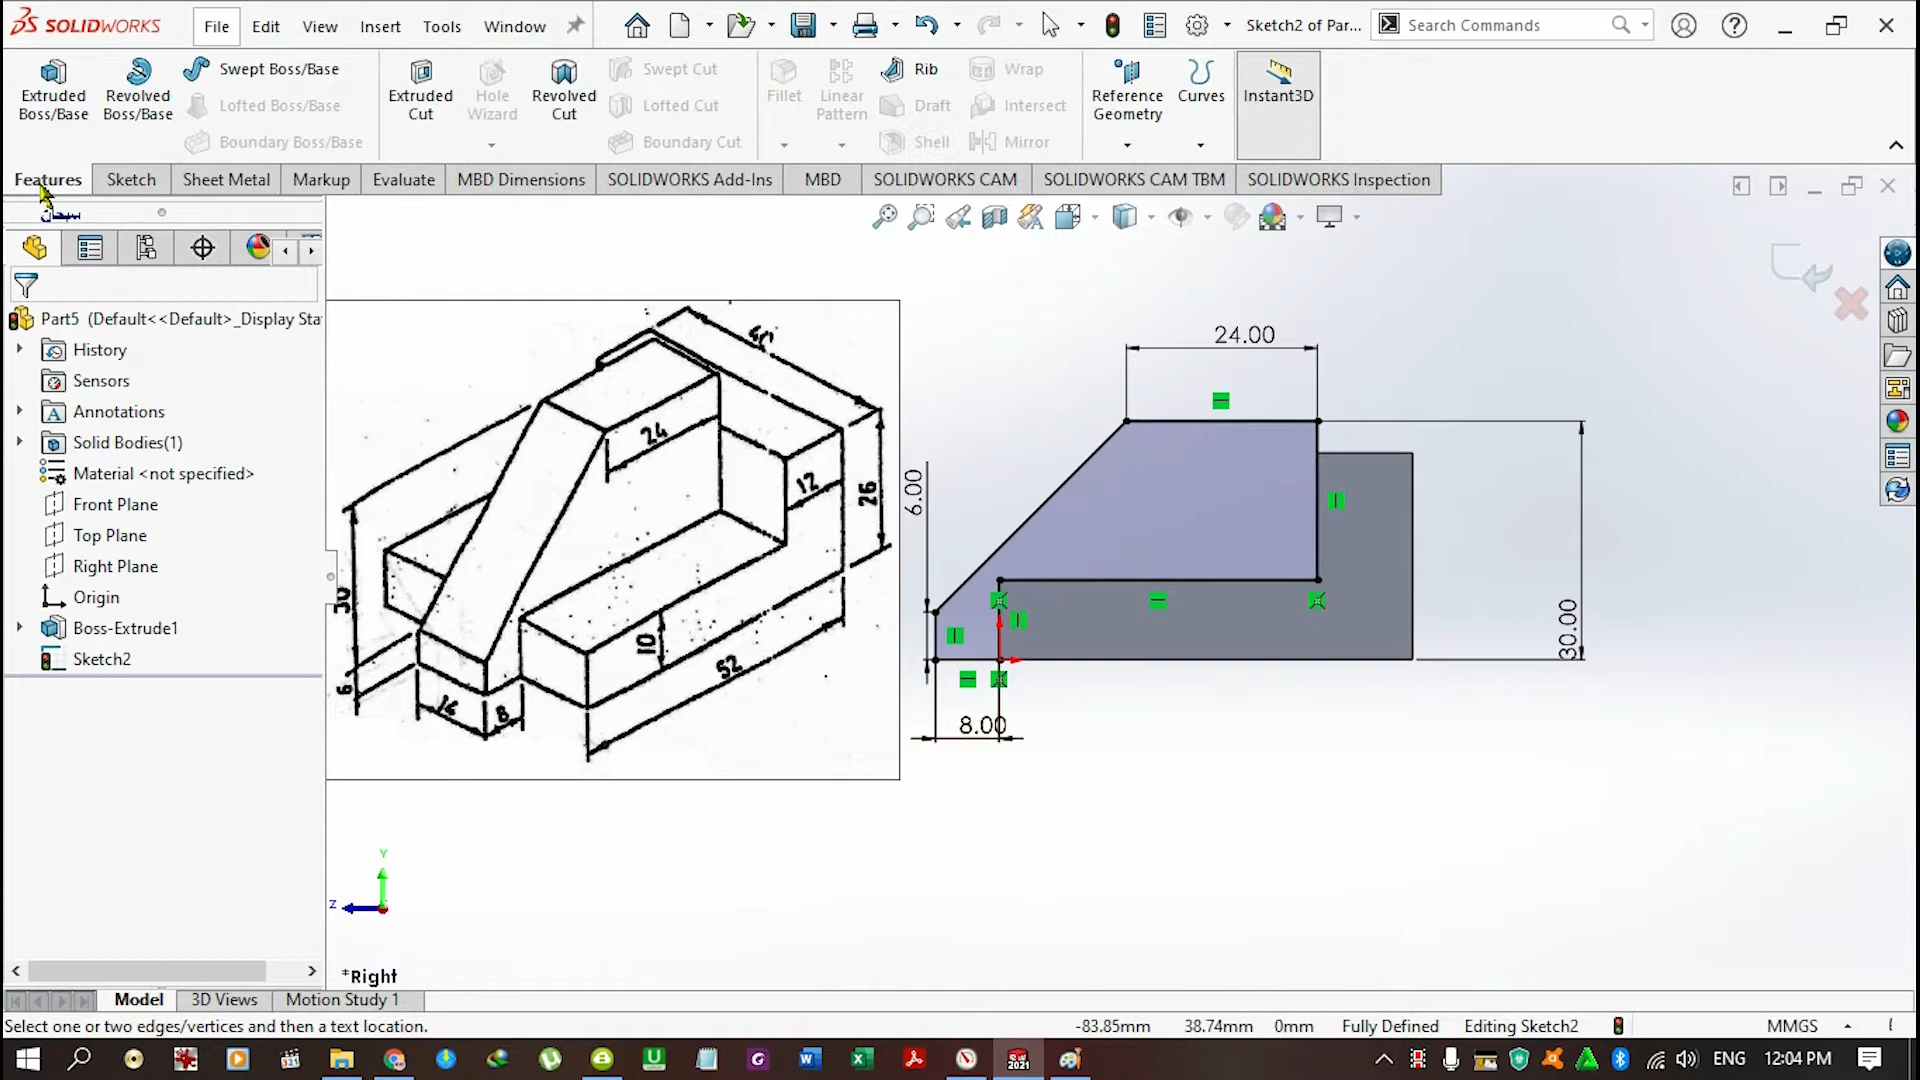 SOLIDWORKS File Edit View Insert Tools Window Sketch2 of Par... Search Commands
Extruded Boss/Base
Revolved Boss/Base
Swept Boss/Base
Lofted Boss/Base
Boundary Boss/Base
Extruded Cut
Hole Wizard
Revolved Cut
Swept Cut
Lofted Cut
Boundary Cut
Fillet
Linear Pattern
Rib
Draft
Shell
Wrap
Intersect
Mirror
Reference Geometry
Curves
Instant3D
Features Sketch Sheet Metal Markup Evaluate MBD Dimensions SOLIDWORKS Add-Ins MBD SOLIDWORKS CAM SOLIDWORKS CAM TBM SOLIDWORKS Inspection
Part5 (Default<<Default>_Display Sta
History
Sensors
Annotations
Solid Bodies(1)
Material <not specified>
Front Plane
Top Plane
Right Plane
Origin
Boss-Extrude1
Sketch2
24
12
26
30
10
52
6
14
8
24.00
6.00
30.00
8.00
Y
Z
*Right
Model 3D Views Motion Study 1
Select one or two edges/vertices and then a text location. -83.85mm 38.74mm 0mm Fully Defined Editing Sketch2 MMGS
ENG 12:04 PM